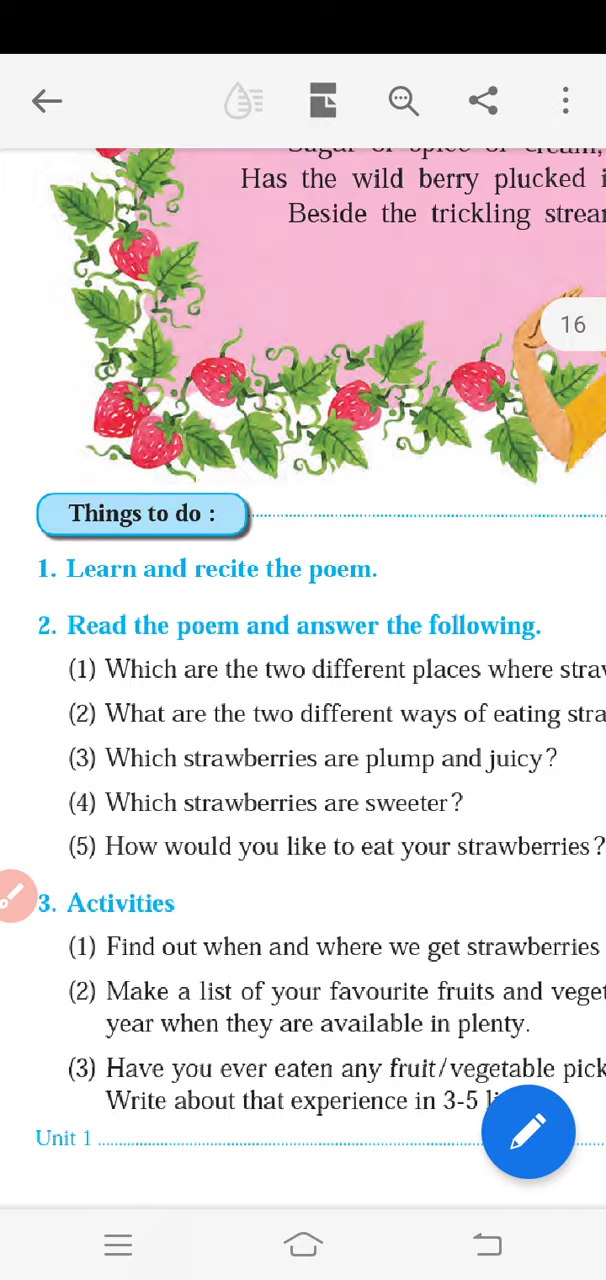 Has the wild berry plucked
Beside the trickling
16
Things to do :
1. Learn and recite the poem.
2. Read the poem and answer the following.
(1) Which are the two different places where
(2) What are the two different ways of eating
(3) Which strawberries are plump and juicy?
(4) Which strawberries are sweeter?
(5) How would you like to eat your strawberries?
3. Activities
(1) Find out when and where we get strawberries
(2) Make a list of your favourite fruits and
year when they are available in plenty.
(3) Have you ever eaten any fruit/vegetable
Write about that experience in 3-5
Unit 1